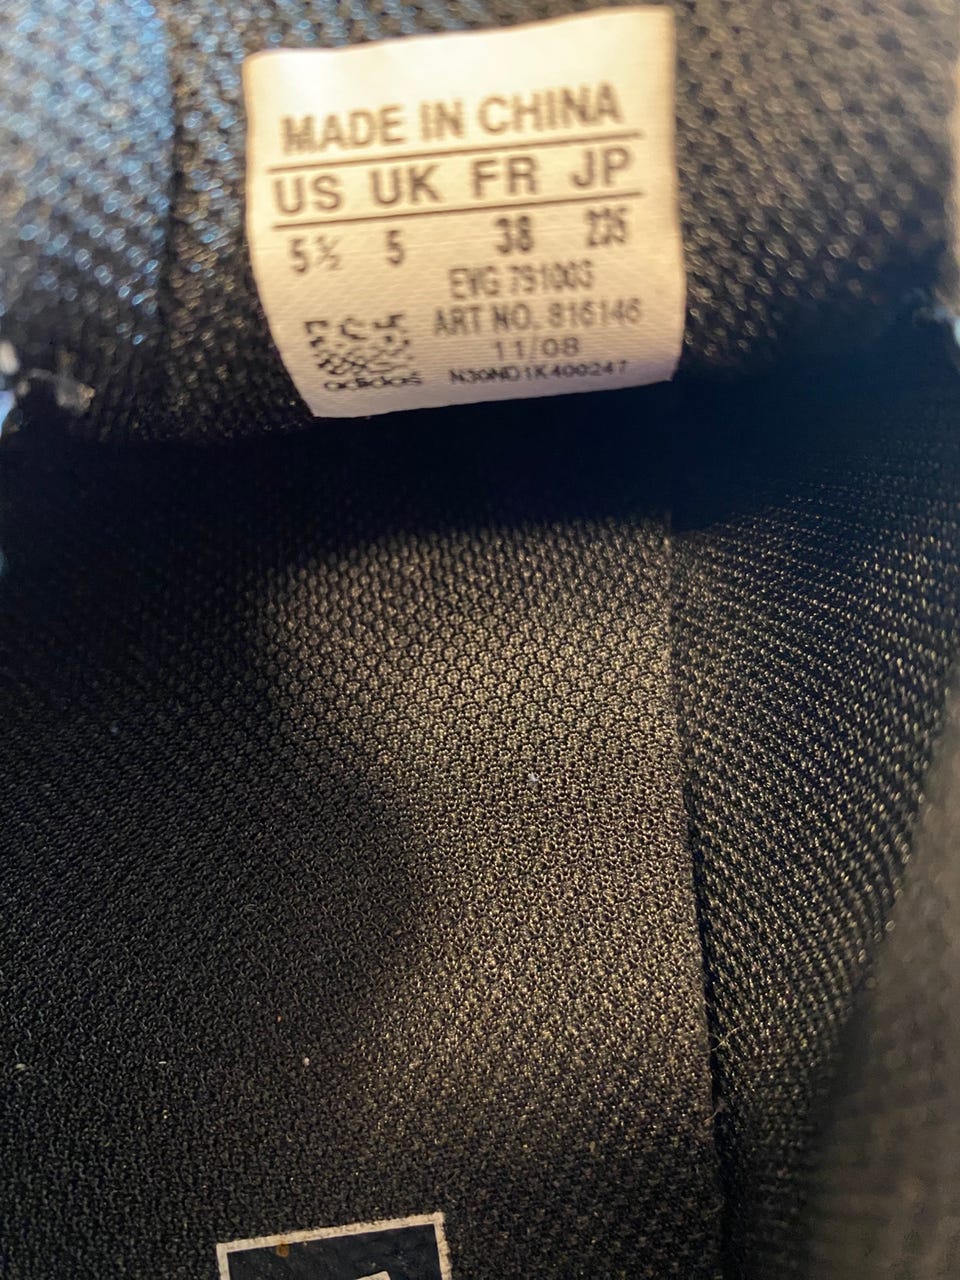 MADE IN CHINA
US UK FR JP
5½ 5 38 235
EVG 791003
ART NO. 816146
11/08
adidas N30ND1K400247